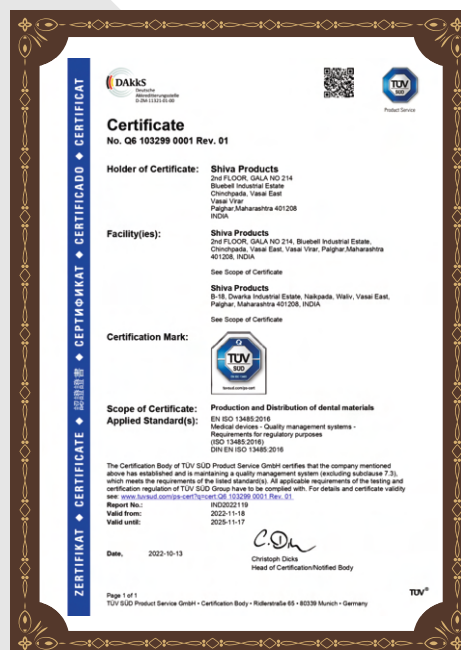 DAkkS
Deutsche
Akkreditierungsstelle
D-ZM-11321-01-00
TÜV
SÜD
Product Service
Certificate
No. Q6 103299 0001 Rev. 01
Holder of Certificate: Shiva Products
2nd FLOOR, GALA NO 214
Bluebell Industrial Estate
Chinchpada, Vasai East
Vasai Virar
Palghar,Maharashtra 401208
INDIA
Facility(ies): Shiva Products
2nd FLOOR, GALA NO 214, Bluebell Industrial Estate,
Chinchpada, Vasai East, Vasai Virar, Palghar,Maharashtra
401208, INDIA
See Scope of Certificate
Shiva Products
B-18, Dwarka Industrial Estate, Naikpada, Waliv, Vasai East,
Palghar, Maharashtra 401208, INDIA
See Scope of Certificate
Certification Mark:
TÜV
SÜD
tuvsud.com/ps-cert
Scope of Certificate: Production and Distribution of dental materials
Applied Standard(s): EN ISO 13485:2016
Medical devices - Quality management systems -
Requirements for regulatory purposes
(ISO 13485:2016)
DIN EN ISO 13485:2016
The Certification Body of TÜV SÜD Product Service GmbH certifies that the company mentioned
above has established and is maintaining a quality management system (excluding subclause 7.3),
which meets the requirements of the listed standard(s). All applicable requirements of the testing and
certification regulation of TÜV SÜD Group have to be complied with. For details and certificate validity
see: www.tuvsud.com/ps-cert?q=cert:Q6 103299 0001 Rev. 01
Report No.: IND2022119
Valid from: 2022-11-18
Valid until: 2025-11-17
Date, 2022-10-13
Christoph Dicks
Head of Certification/Notified Body
Page 1 of 1
TÜV SÜD Product Service GmbH • Certification Body • Ridlerstraße 65 • 80339 Munich • Germany
TÜV®
ZERTIFIKAT ◆ CERTIFICATE ◆ 認證證書 ◆ СЕРТИФИКАТ ◆ CERTIFICADO ◆ CERTIFICAT